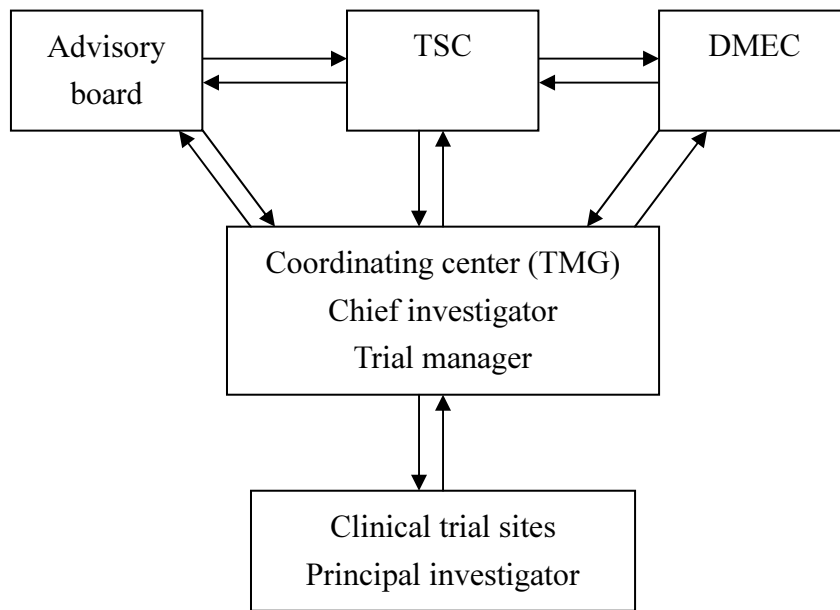 Advisory
board
TSC
DMEC
Coordinating center (TMG)
Chief investigator
Trial manager
Clinical trial sites
Principal investigator